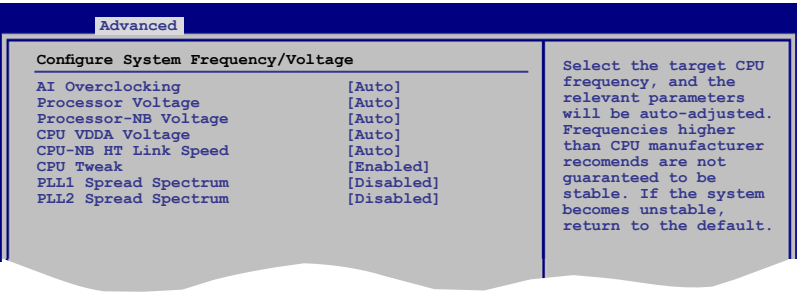 Advanced
Configure System Frequency/Voltage
AI Overclocking [Auto]
Processor Voltage [Auto]
Processor-NB Voltage [Auto]
CPU VDDA Voltage [Auto]
CPU-NB HT Link Speed [Auto]
CPU Tweak [Enabled]
PLL1 Spread Spectrum [Disabled]
PLL2 Spread Spectrum [Disabled]
Select the target CPU
frequency, and the
relevant parameters
will be auto-adjusted.
Frequencies higher
than CPU manufacturer
recomends are not
guaranteed to be
stable. If the system
becomes unstable,
return to the default.